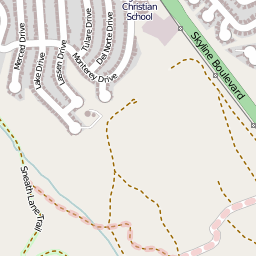 Christian
School
Skyline Boulevard
Merced Drive
Lake Drive
Lassen Drive
Tulare Drive
Del Norte Drive
Monterey Drive
Sneath Lane Trail